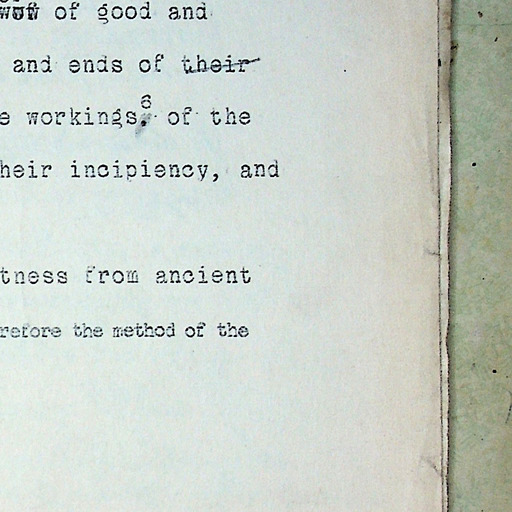 of good and
and ends of their
e workings, 6 of the
heir incipiency, and
tness from ancient
refore the method of the